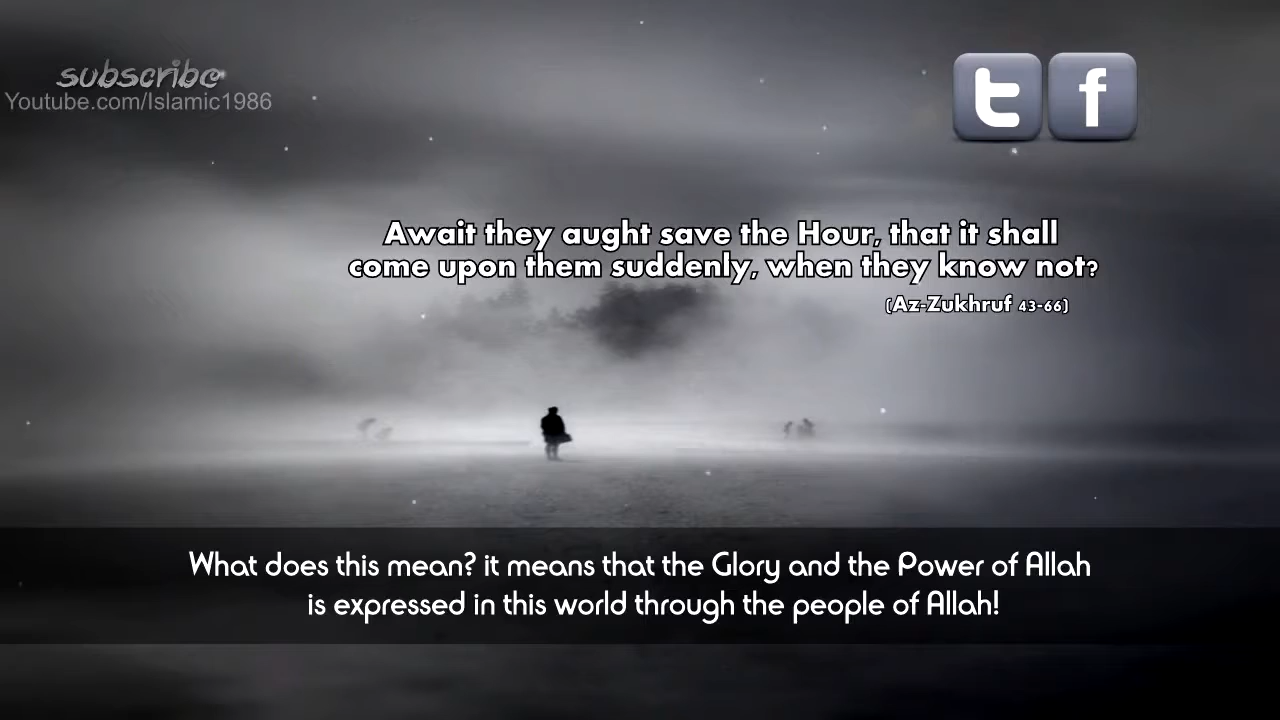 subscribe
Youtube.com/Islamic1986
t f
Await they aught save the Hour, that it shall
come upon them suddenly, when they know not?
(Az-Zukhruf 43-66)
What does this mean? it means that the Glory and the Power of Allah
is expressed in this world through the people of Allah!